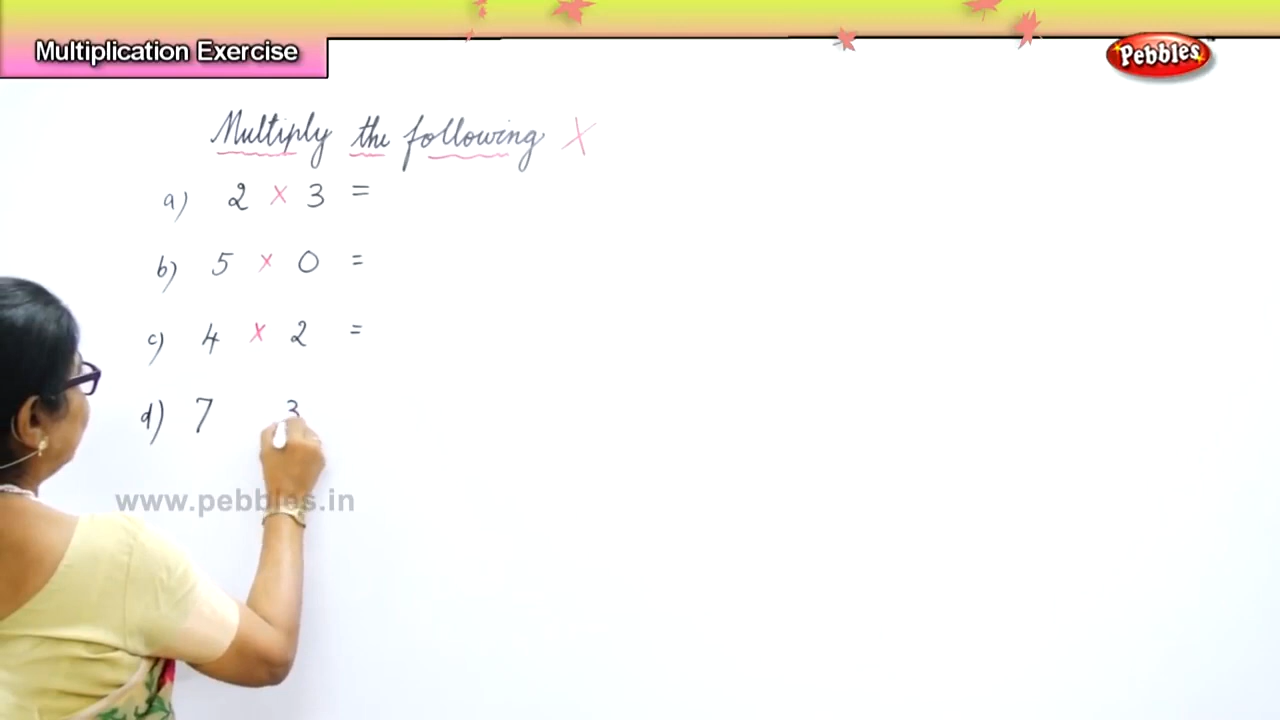 Multiplication Exercise
Pebbles
Multiply the following X
a) 2 × 3 =
b) 5 × 0 =
c) 4 × 2 =
d) 7 3
www.pebbles.in